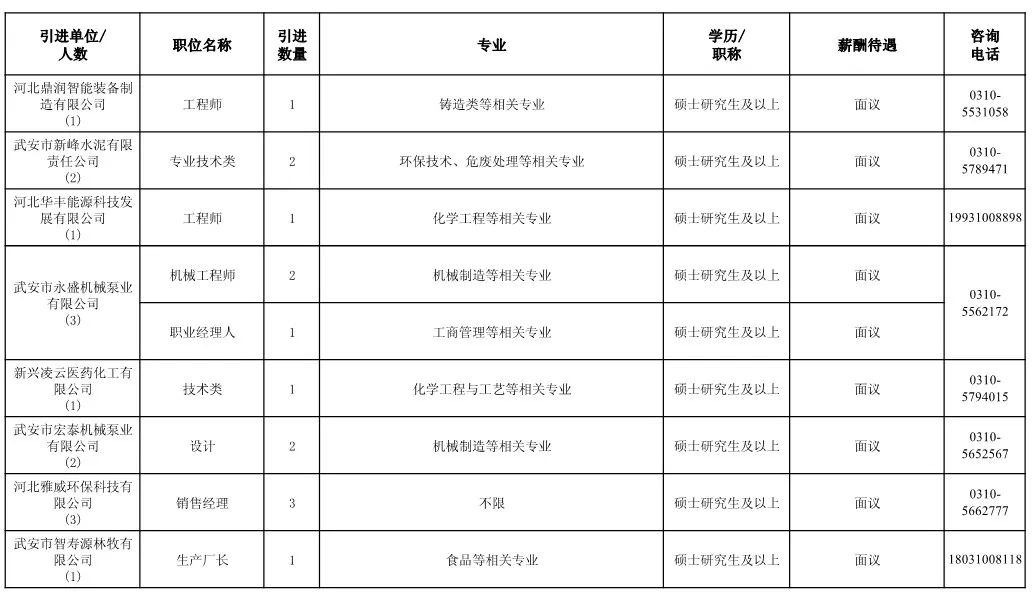 引进单位/
人数
职位名称
引进
数量
专业
学历/
职称
薪酬待遇
咨询
电话
河北鼎润智能装备制
造有限公司
(1)
工程师
1
铸造类等相关专业
硕士研究生及以上
面议
0310-
5531058
武安市新峰水泥有限
责任公司
(2)
专业技术类
2
环保技术、危废处理等相关专业
硕士研究生及以上
面议
0310-
5789471
河北华丰能源科技发
展有限公司
(1)
工程师
1
化学工程等相关专业
硕士研究生及以上
面议
19931008898
武安市永盛机械泵业
有限公司
(3)
机械工程师
2
机械制造等相关专业
硕士研究生及以上
面议
0310-
5562172
职业经理人
1
工商管理等相关专业
硕士研究生及以上
面议
新兴凌云医药化工有
限公司
(1)
技术类
1
化学工程与工艺等相关专业
硕士研究生及以上
面议
0310-
5794015
武安市宏泰机械泵业
有限公司
(2)
设计
2
机械制造等相关专业
硕士研究生及以上
面议
0310-
5652567
河北雅威环保科技有
限公司
(3)
销售经理
3
不限
硕士研究生及以上
面议
0310-
5662777
武安市智寿源林牧有
限公司
(1)
生产厂长
1
食品等相关专业
硕士研究生及以上
面议
18031008118